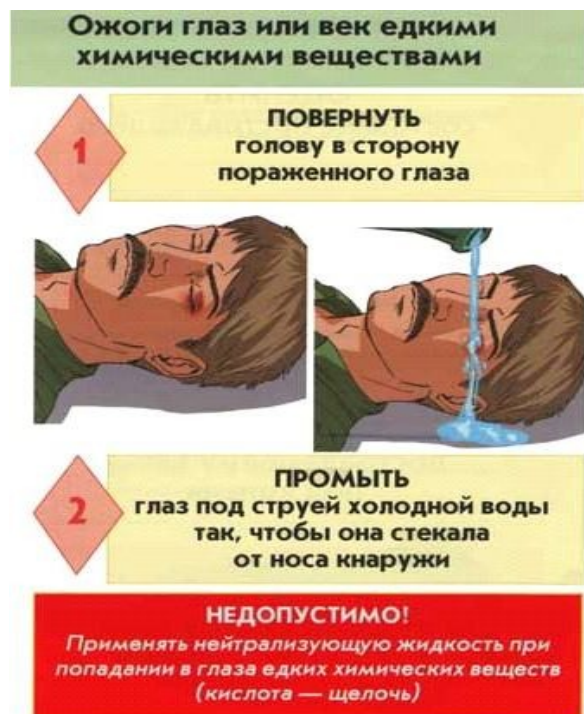 Ожоги глаз или век едкими
химическими веществами
1
ПОВЕРНУТЬ
голову в сторону
пораженного глаза
2
ПРОМЫТЬ
глаз под струей холодной воды
так, чтобы она стекала
от носа кнаружи
НЕДОПУСТИМО!
Применять нейтрализующую жидкость при
попадании в глаза едких химических веществ
(кислота — щелочь)